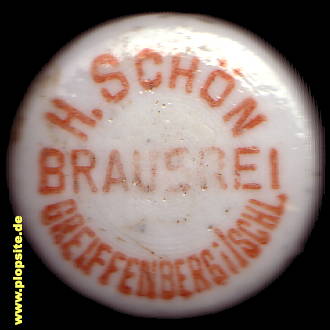 H. SCHÖN
BRAUEREI
GREIFFENBERG i/SCHL.
www.plopsite.de